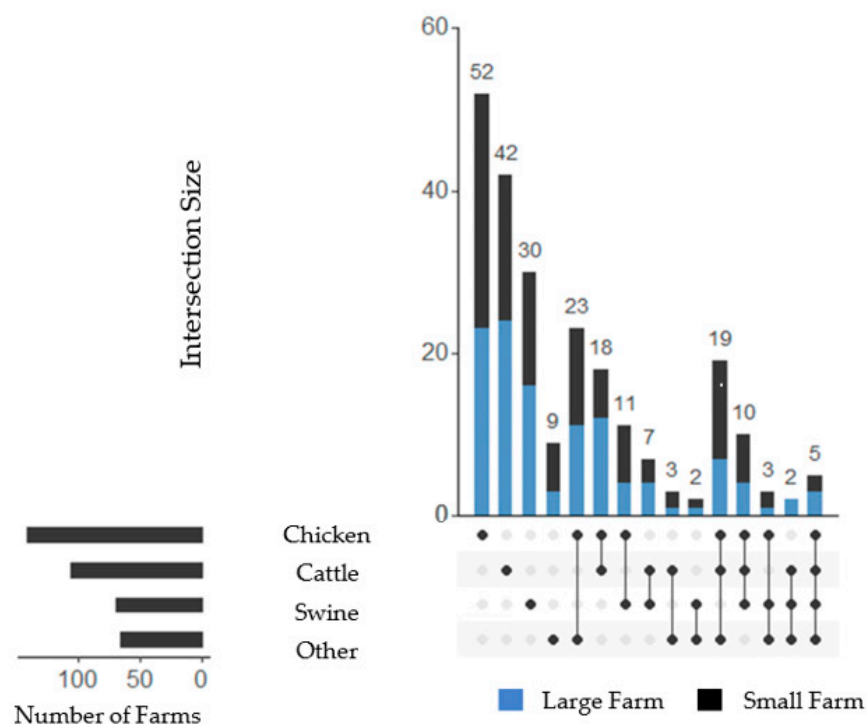 60
52
42
40
30
23
20
18
19
11
10
9
7
5
3
2
3
2
0
Intersection Size
Chicken
Cattle
Swine
Other
100 50 0
Number of Farms
Large Farm Small Farm